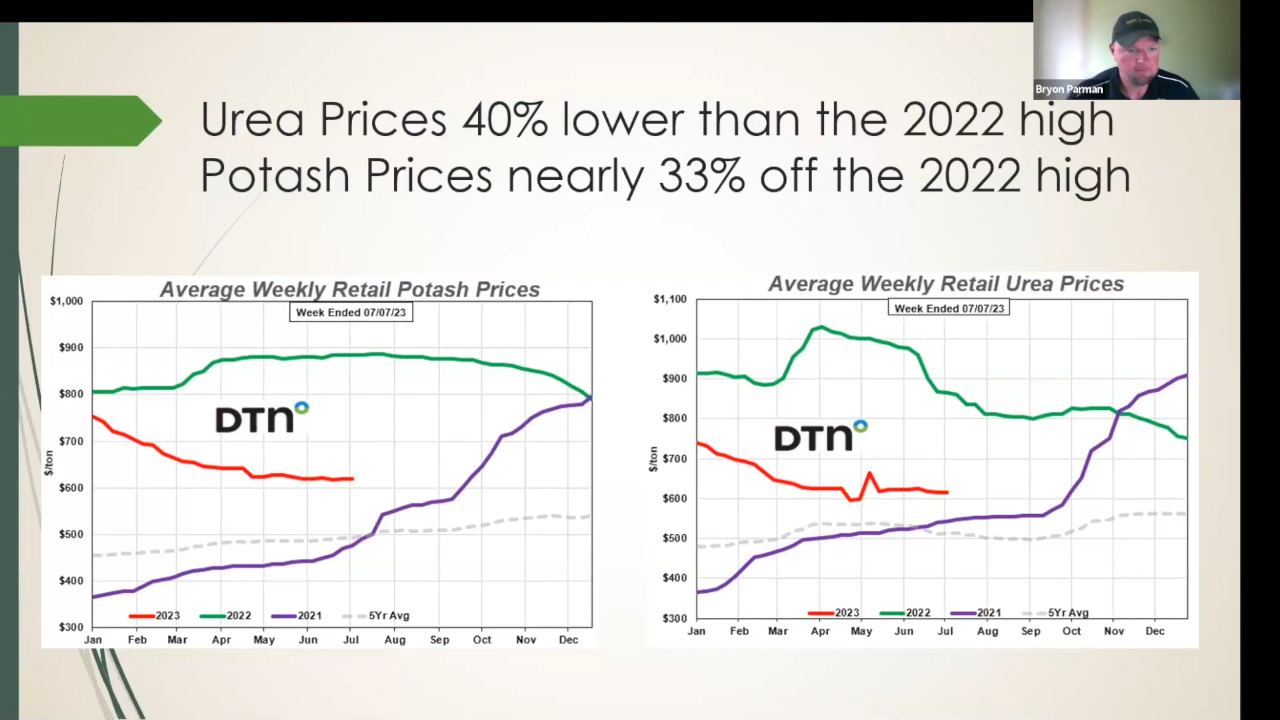 Bryon Parman
Urea Prices 40% lower than the 2022 high
Potash Prices nearly 33% off the 2022 high
Average Weekly Retail Potash Prices
Week Ended 07/07/23
$1,000
$900
$800
$700
$600
$500
$400
$300
$/ton
DTN
2023 2022 2021 5Yr Avg
Jan Feb Mar Apr May Jun Jul Aug Sep Oct Nov Dec
Average Weekly Retail Urea Prices
Week Ended 07/07/23
$1,100
$1,000
$900
$800
$700
$600
$500
$400
$300
$/ton
DTN
2023 2022 2021 5Yr Avg
Jan Feb Mar Apr May Jun Jul Aug Sep Oct Nov Dec